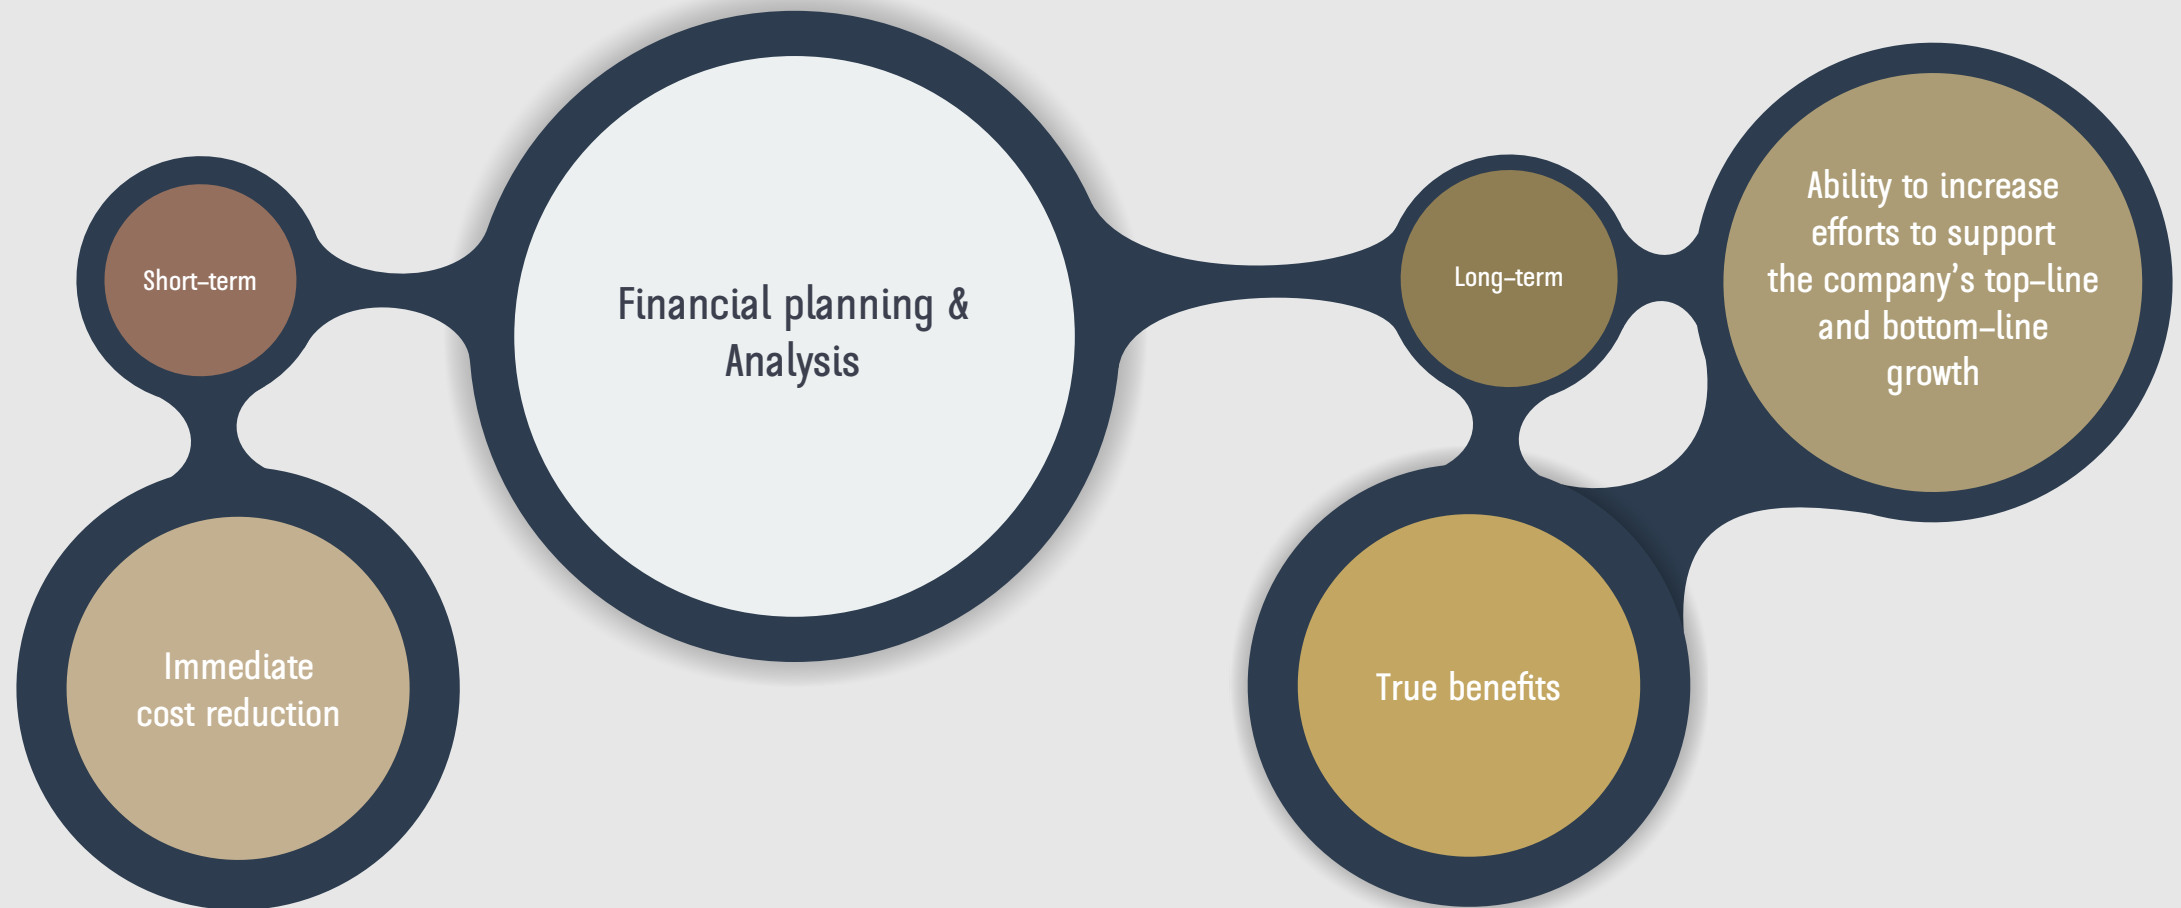 Short-term
Immediate
cost reduction
Financial planning &
Analysis
Long-term
True benefits
Ability to increase
efforts to support
the company's top-line
and bottom-line
growth